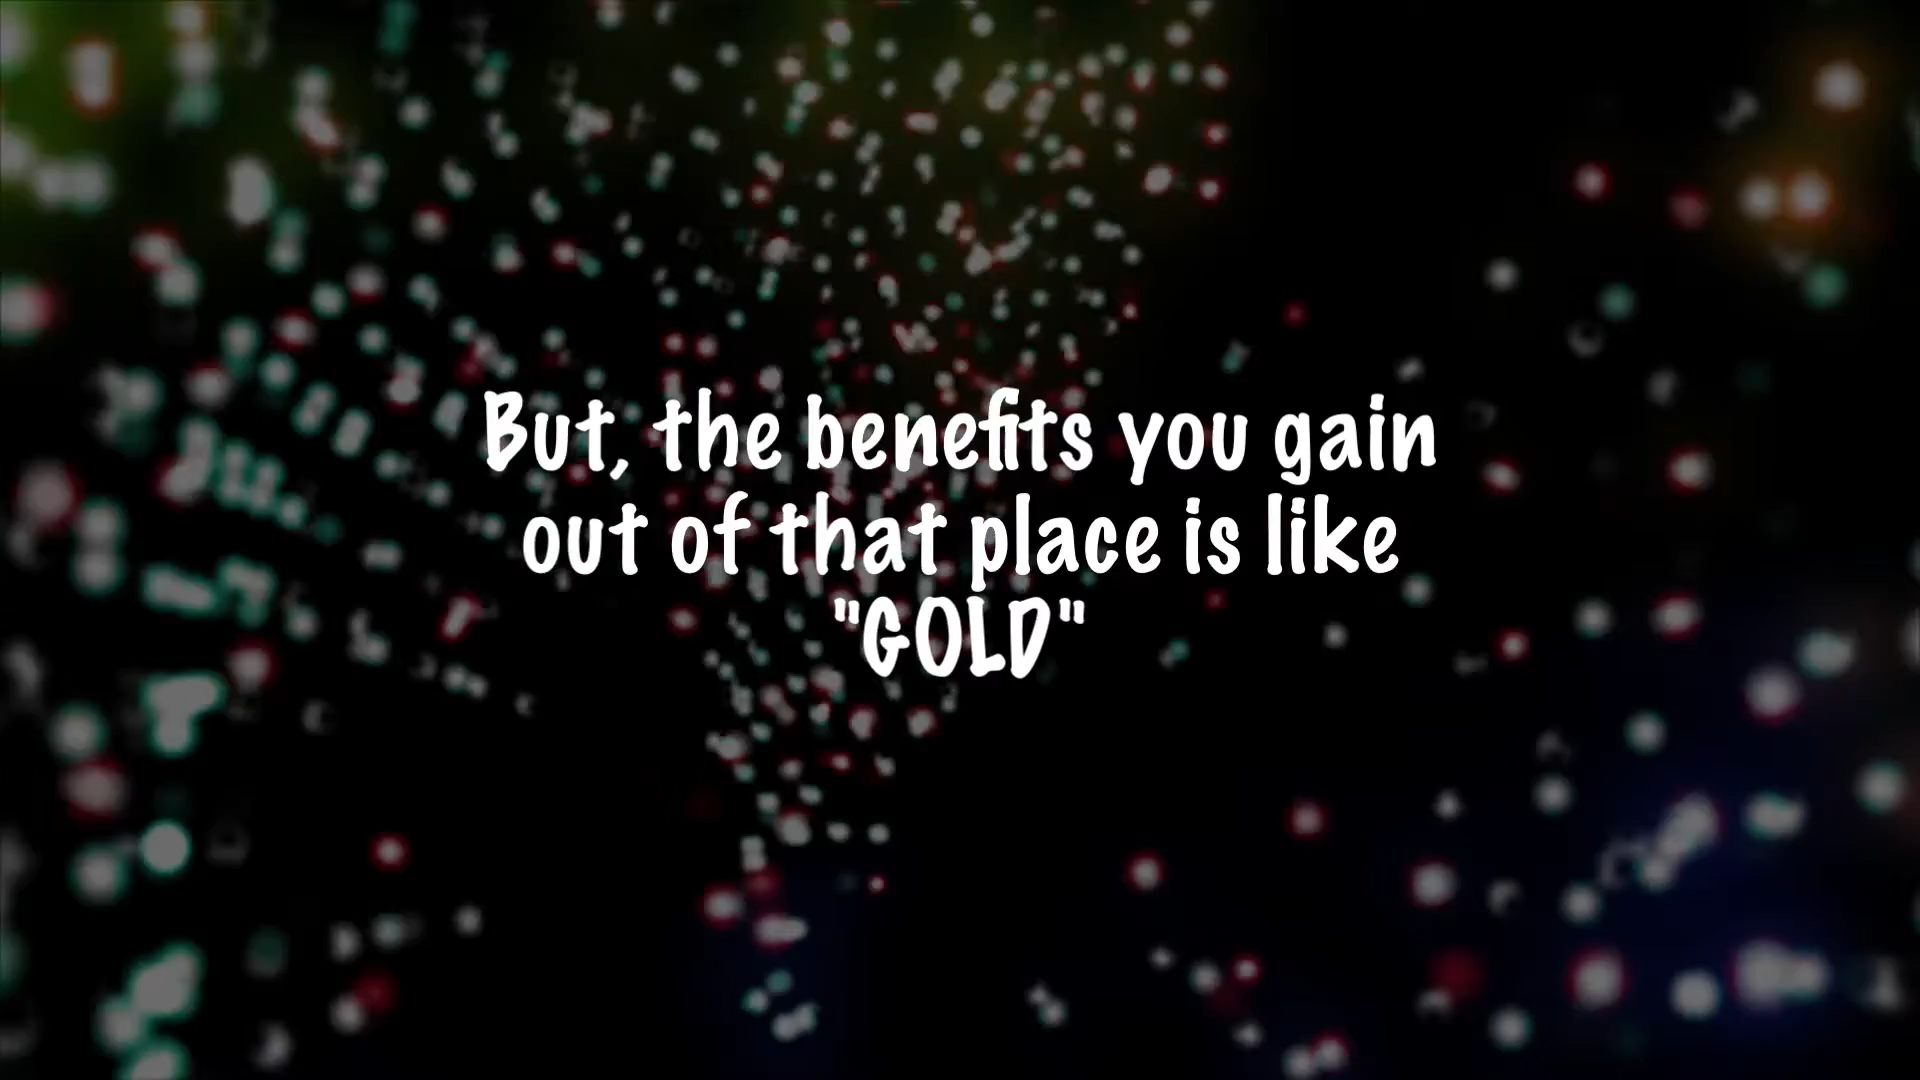 But, the benefits you gain
out of that place is like
"GOLD"